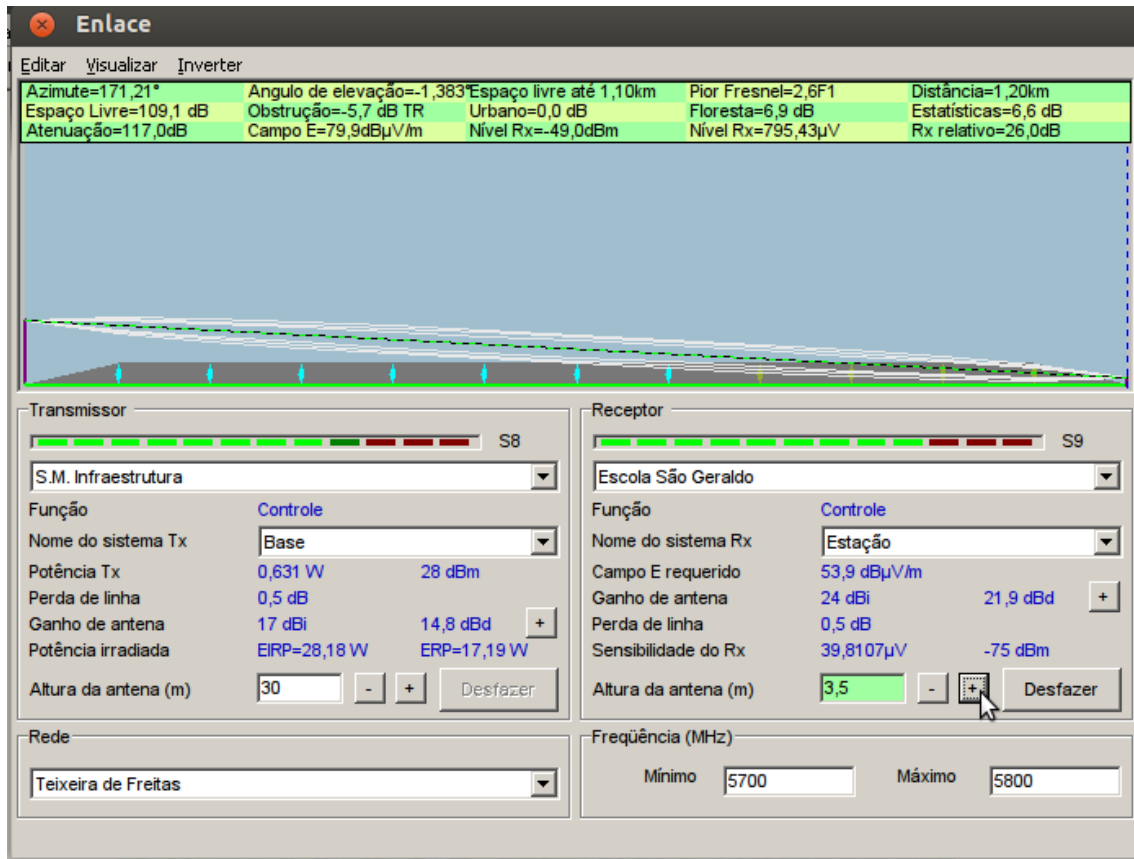 Enlace
Editar Visualizar Inverter
Azimute=171,21° Angulo de elevação=-1,383° Espaço livre até 1,10km Pior Fresnel=2,6F1 Distância=1,20km
Espaço Livre=109,1 dB Obstrução=-5,7 dB TR Urbano=0,0 dB Floresta=6,9 dB Estatísticas=6,6 dB
Atenuação=117,0dB Campo E=79,9dBµV/m Nível Rx=-49,0dBm Nível Rx=795,43µV Rx relativo=26,0dB
Transmissor
S8
S.M. Infraestrutura
Função Controle
Nome do sistema Tx Base
Potência Tx 0,631 W 28 dBm
Perda de linha 0,5 dB
Ganho de antena 17 dBi 14,8 dBd +
Potência irradiada EIRP=28,18 W ERP=17,19 W
Altura da antena (m) 30 - + Desfazer
Receptor
S9
Escola São Geraldo
Função Controle
Nome do sistema Rx Estação
Campo E requerido 53,9 dBµV/m
Ganho de antena 24 dBi 21,9 dBd +
Perda de linha 0,5 dB
Sensibilidade do Rx 39,8107µV -75 dBm
Altura da antena (m) 3,5 - + Desfazer
Rede
Teixeira de Freitas
Freqüência (MHz)
Mínimo 5700 Máximo 5800